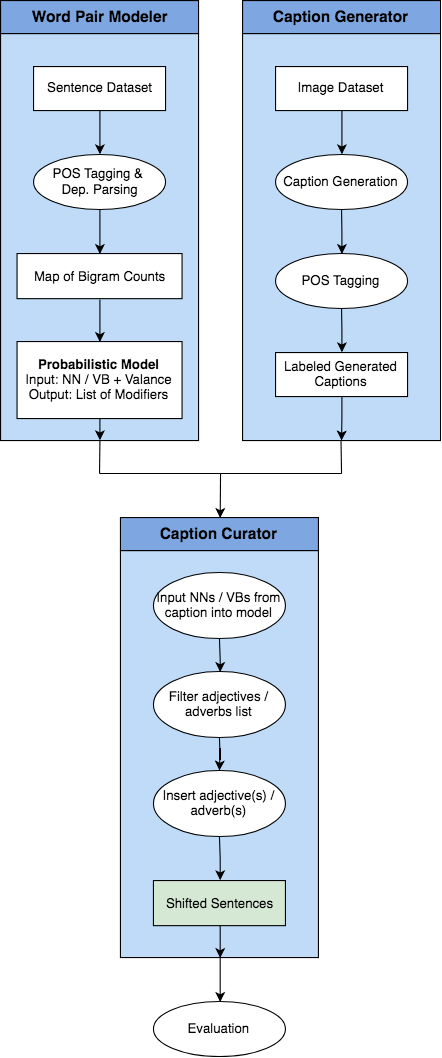 Word Pair Modeler
Sentence Dataset
POS Tagging &
Dep. Parsing
Map of Bigram Counts
Probabilistic Model
Input: NN / VB + Valance
Output: List of Modifiers
Caption Generator
Image Dataset
Caption Generation
POS Tagging
Labeled Generated
Captions
Caption Curator
Input NNs / VBs from
caption into model
Filter adjectives /
adverbs list
Insert adjective(s) /
adverb(s)
Shifted Sentences
Evaluation